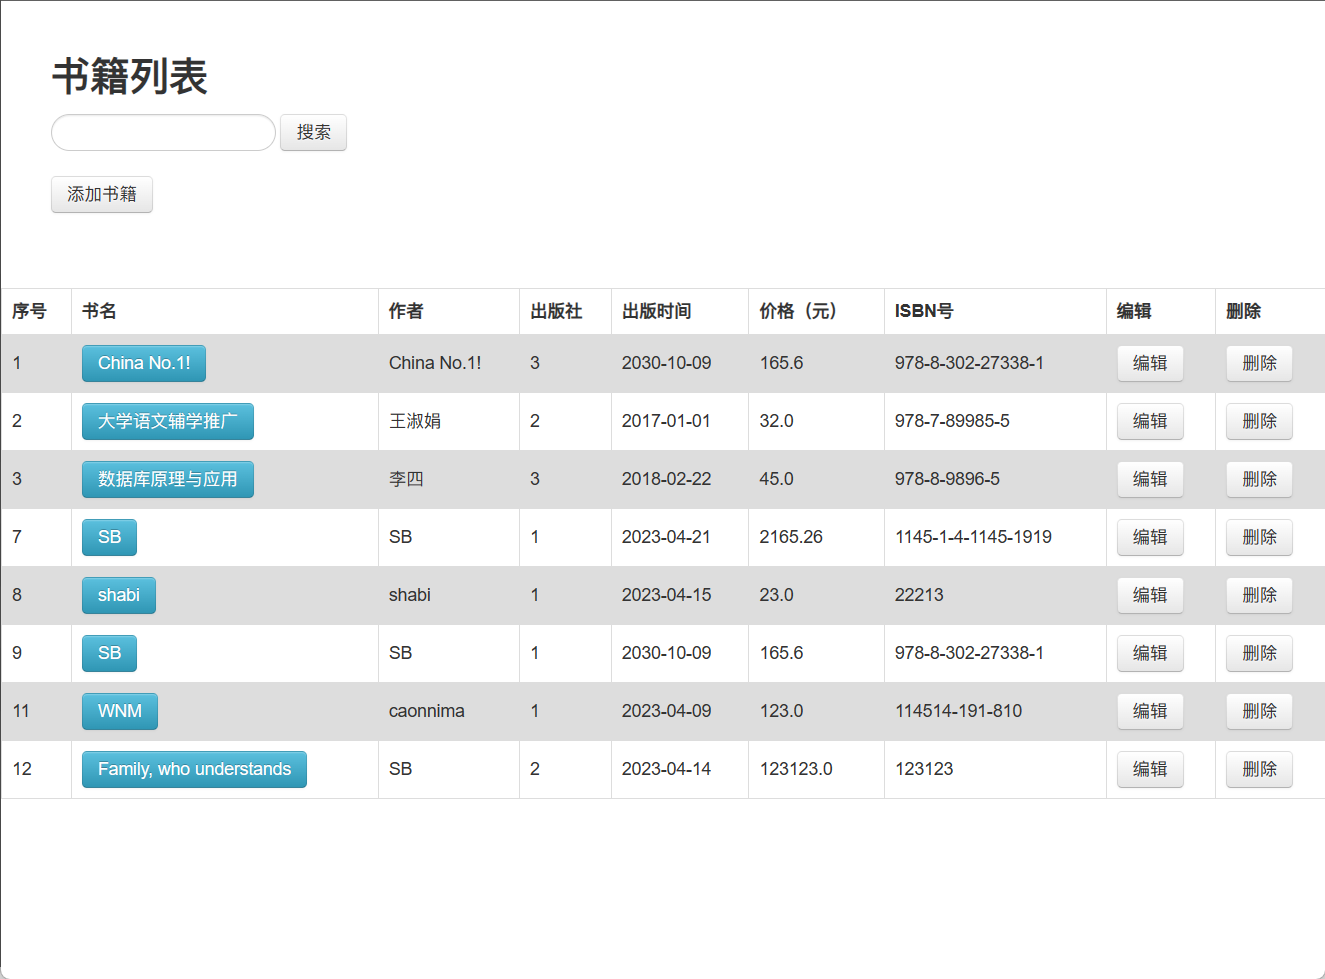 书籍列表
搜索
添加书籍
序号 书名 作者 出版社 出版时间 价格（元） ISBN号 编辑 删除
1 China No.1! China No.1! 3 2030-10-09 165.6 978-8-302-27338-1 编辑 删除
2 大学语文辅学推广 王淑娟 2 2017-01-01 32.0 978-7-89985-5 编辑 删除
3 数据库原理与应用 李四 3 2018-02-22 45.0 978-8-9896-5 编辑 删除
7 SB SB 1 2023-04-21 2165.26 1145-1-4-1145-1919 编辑 删除
8 shabi shabi 1 2023-04-15 23.0 22213 编辑 删除
9 SB SB 1 2030-10-09 165.6 978-8-302-27338-1 编辑 删除
11 WNM caonnima 1 2023-04-09 123.0 114514-191-810 编辑 删除
12 Family, who understands SB 2 2023-04-14 123123.0 123123 编辑 删除